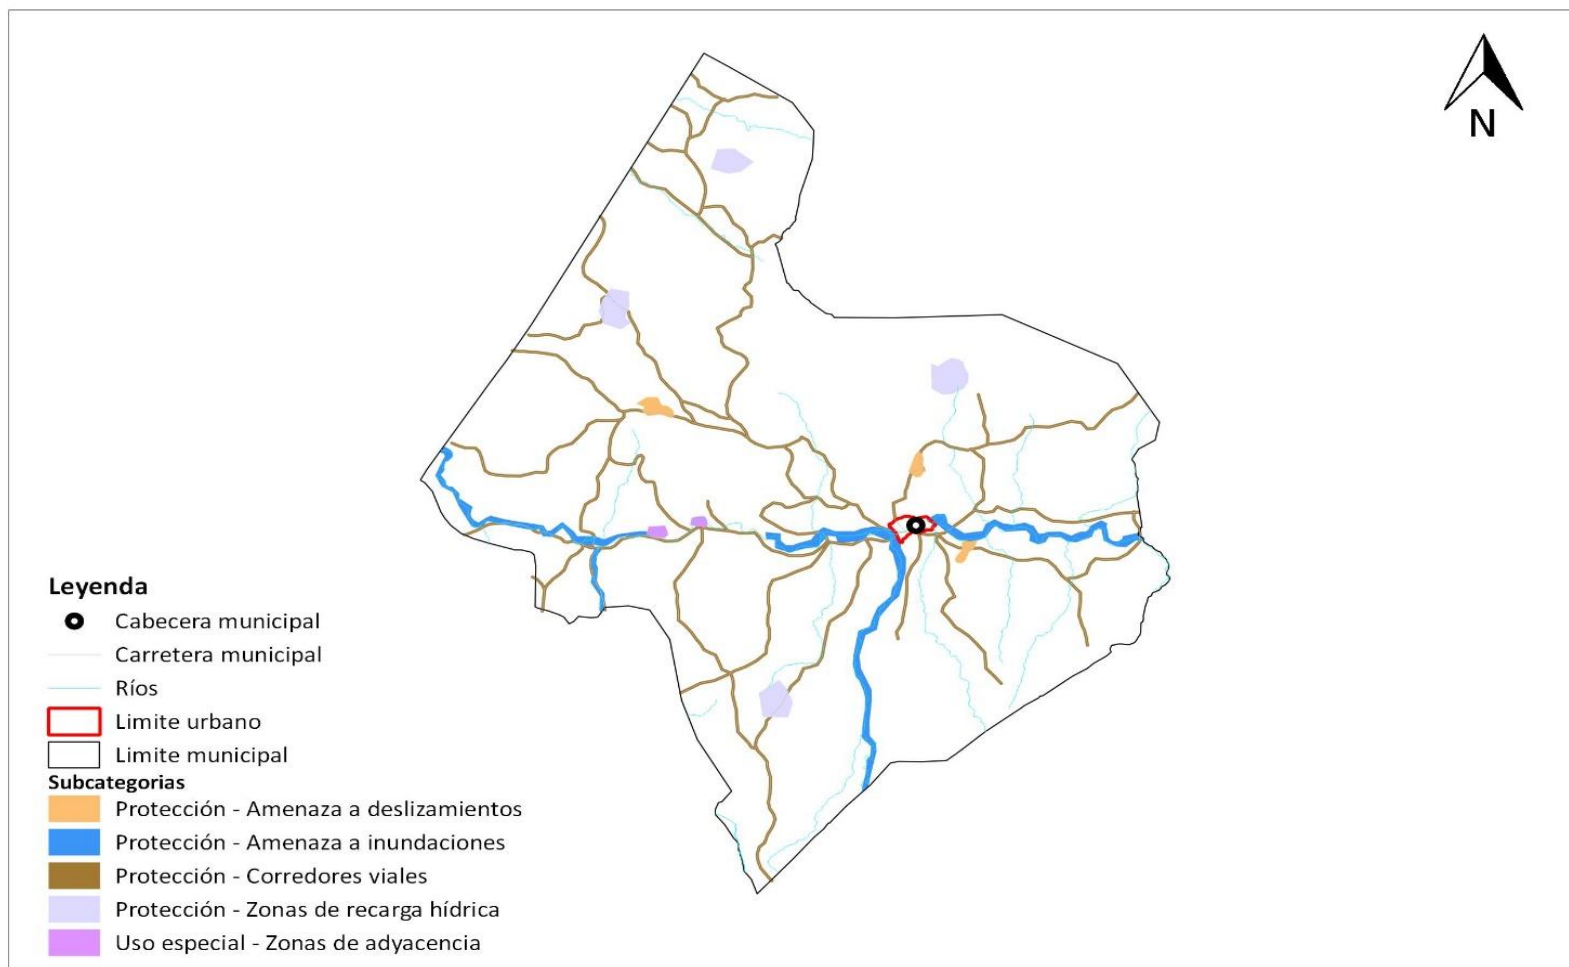 N
Leyenda
Cabecera municipal
Carretera municipal
Ríos
Limite urbano
Limite municipal
Subcategorias
Protección - Amenaza a deslizamientos
Protección - Amenaza a inundaciones
Protección - Corredores viales
Protección - Zonas de recarga hídrica
Uso especial - Zonas de adyacencia